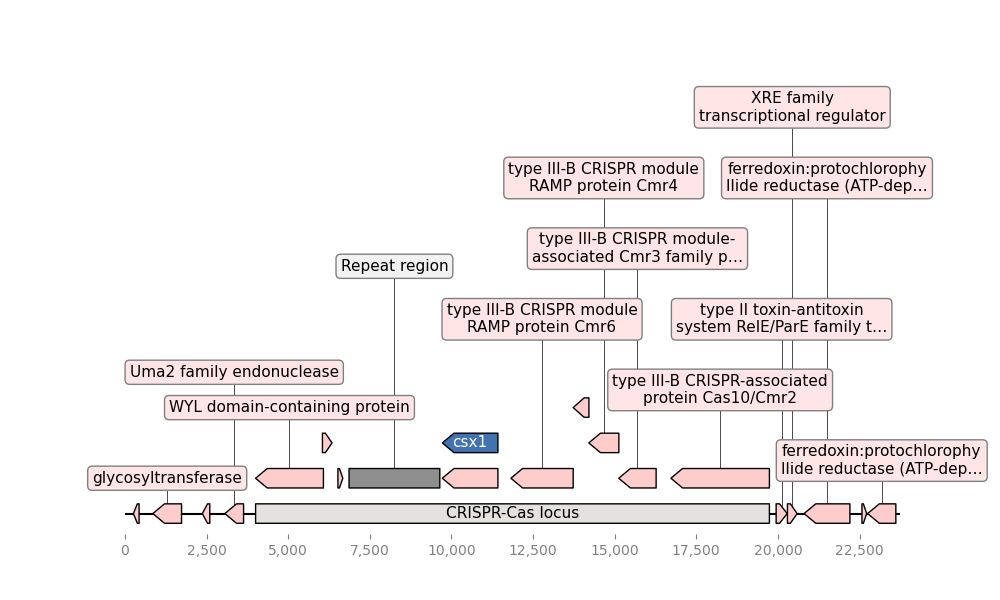 XRE family
transcriptional regulator
type III-B CRISPR module
RAMP protein Cmr4
ferredoxin:protochlorophy
llide reductase (ATP-dep…
type III-B CRISPR module-
associated Cmr3 family p…
Repeat region
type III-B CRISPR module
RAMP protein Cmr6
type II toxin-antitoxin
system RelE/ParE family t…
Uma2 family endonuclease
type III-B CRISPR-associated
protein Cas10/Cmr2
WYL domain-containing protein
csx1
ferredoxin:protochlorophy
llide reductase (ATP-dep…
glycosyltransferase
CRISPR-Cas locus
0 2,500 5,000 7,500 10,000 12,500 15,000 17,500 20,000 22,500